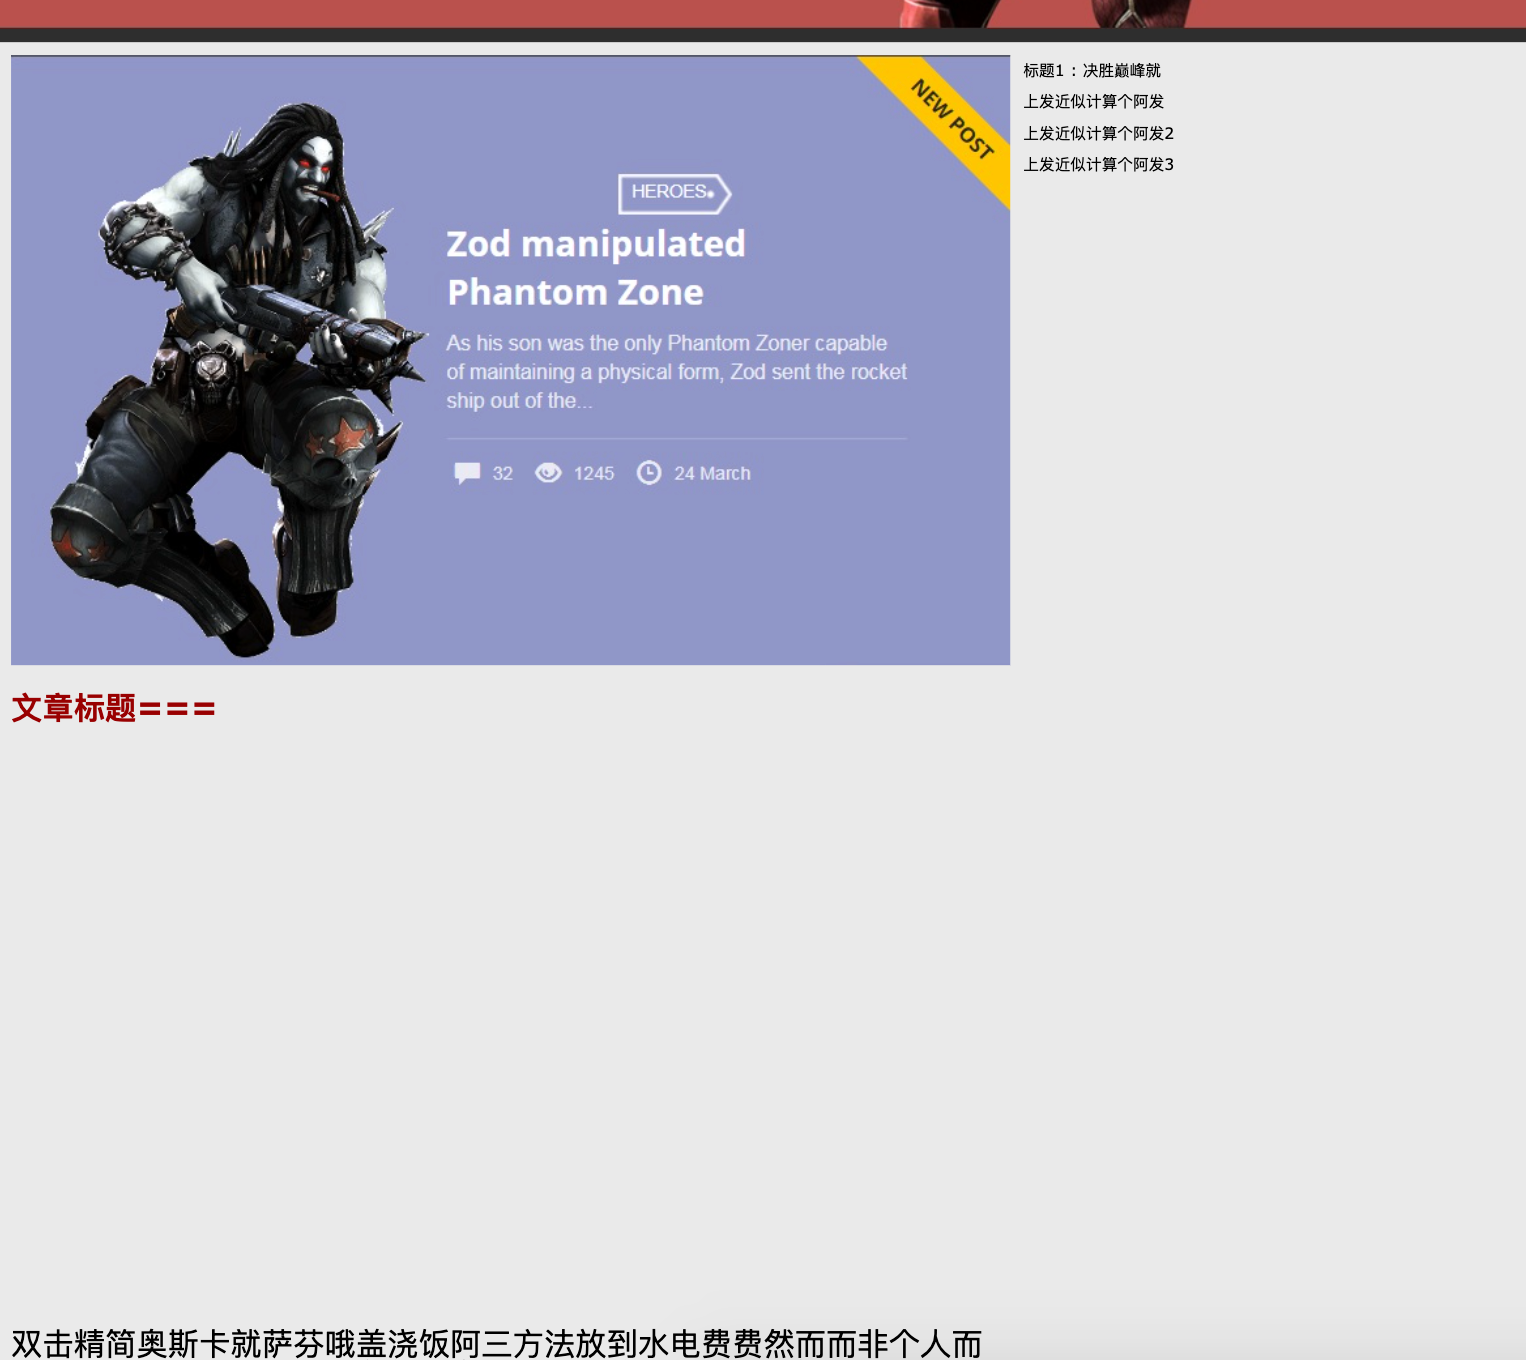 NEW POST
HEROES
Zod manipulated
Phantom Zone
As his son was the only Phantom Zoner capable
of maintaining a physical form, Zod sent the rocket
ship out of the...
32 1245 24 March
标题1：决胜巅峰就
上发近似计算个阿发
上发近似计算个阿发2
上发近似计算个阿发3
文章标题===
双击精简奥斯卡就萨芬哦盖浇饭阿三方法放到水电费费然而而非个人而